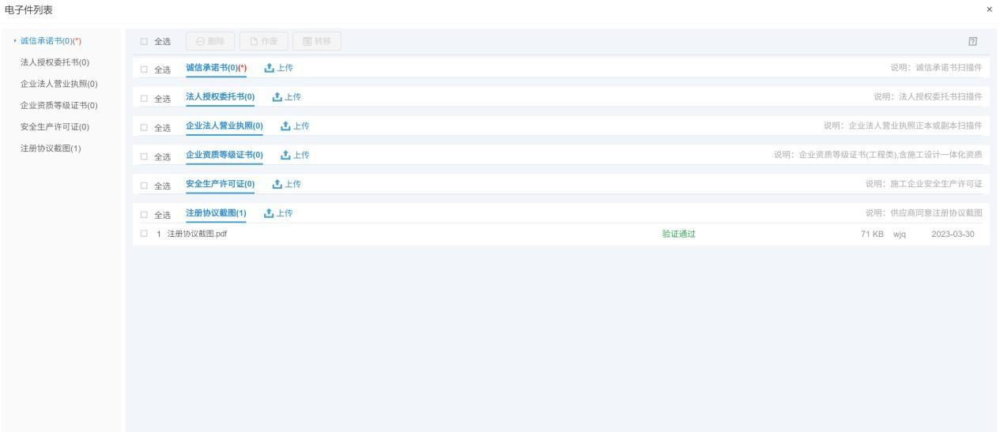 电子件列表 ×
诚信承诺书(0)(*)
法人授权委托书(0)
企业法人营业执照(0)
企业资质等级证书(0)
安全生产许可证(0)
注册协议截图(1)
全选 删除 作废 转移
全选 诚信承诺书(0)(*) 上传 说明：诚信承诺书扫描件
全选 法人授权委托书(0) 上传 说明：法人授权委托书扫描件
全选 企业法人营业执照(0) 上传 说明：企业法人营业执照正本或副本扫描件
全选 企业资质等级证书(0) 上传 说明：企业资质等级证书(工程类),含施工设计一体化资质
全选 安全生产许可证(0) 上传 说明：施工企业安全生产许可证
全选 注册协议截图(1) 上传 说明：供应商同意注册协议截图
1 注册协议截图.pdf 验证通过 71 KB wjq 2023-03-30